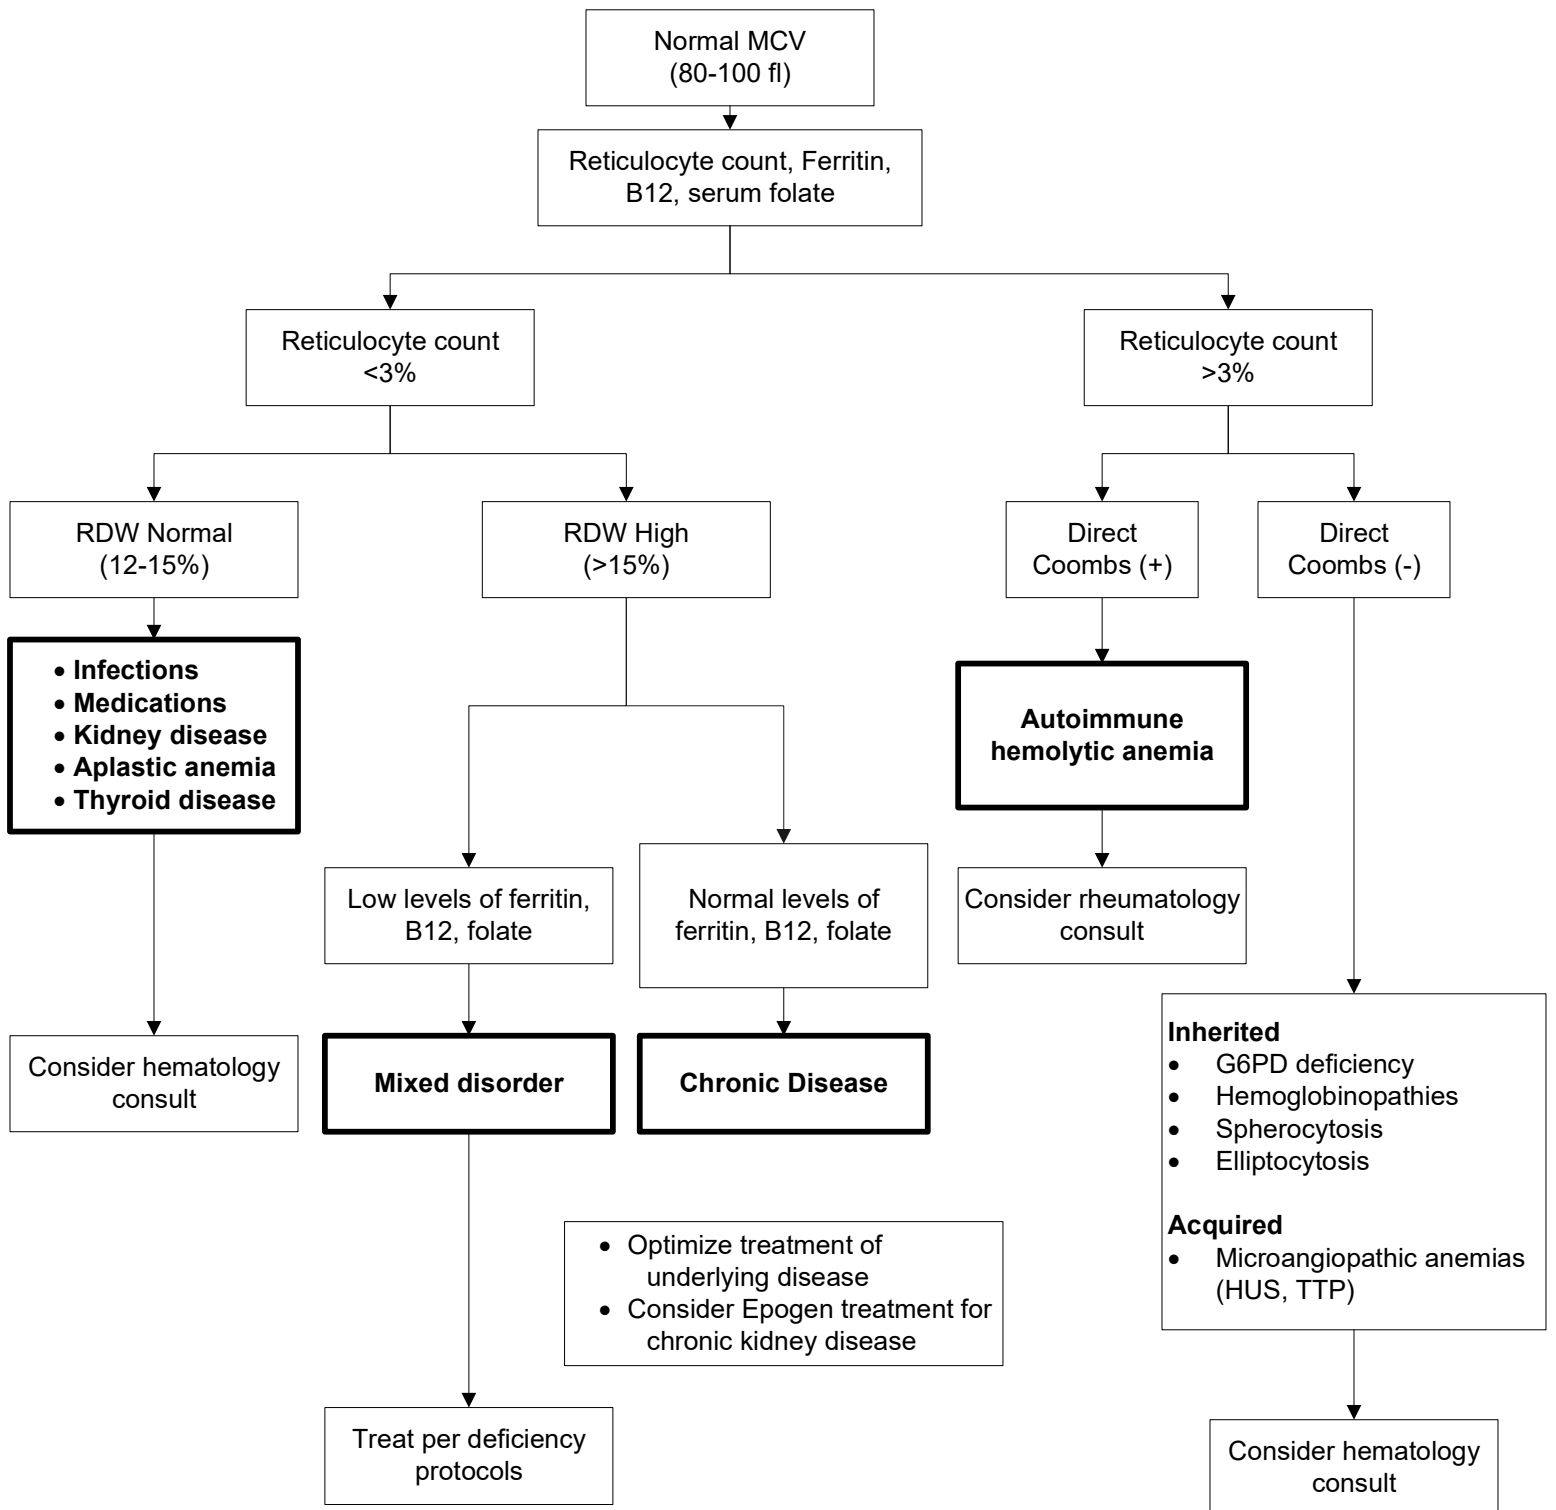 Normal MCV
(80-100 fl)
Reticulocyte count, Ferritin,
B12, serum folate
Reticulocyte count
<3%
Reticulocyte count
>3%
RDW Normal
(12-15%)
RDW High
(>15%)
Direct
Coombs (+)
Direct
Coombs (-)
• Infections
• Medications
• Kidney disease
• Aplastic anemia
• Thyroid disease
Autoimmune
hemolytic anemia
Low levels of ferritin,
B12, folate
Normal levels of
ferritin, B12, folate
Consider rheumatology
consult
Consider hematology
consult
Mixed disorder
Chronic Disease
Inherited
• G6PD deficiency
• Hemoglobinopathies
• Spherocytosis
• Elliptocytosis
Acquired
• Microangiopathic anemias
(HUS, TTP)
• Optimize treatment of
underlying disease
• Consider Epogen treatment for
chronic kidney disease
Treat per deficiency
protocols
Consider hematology
consult